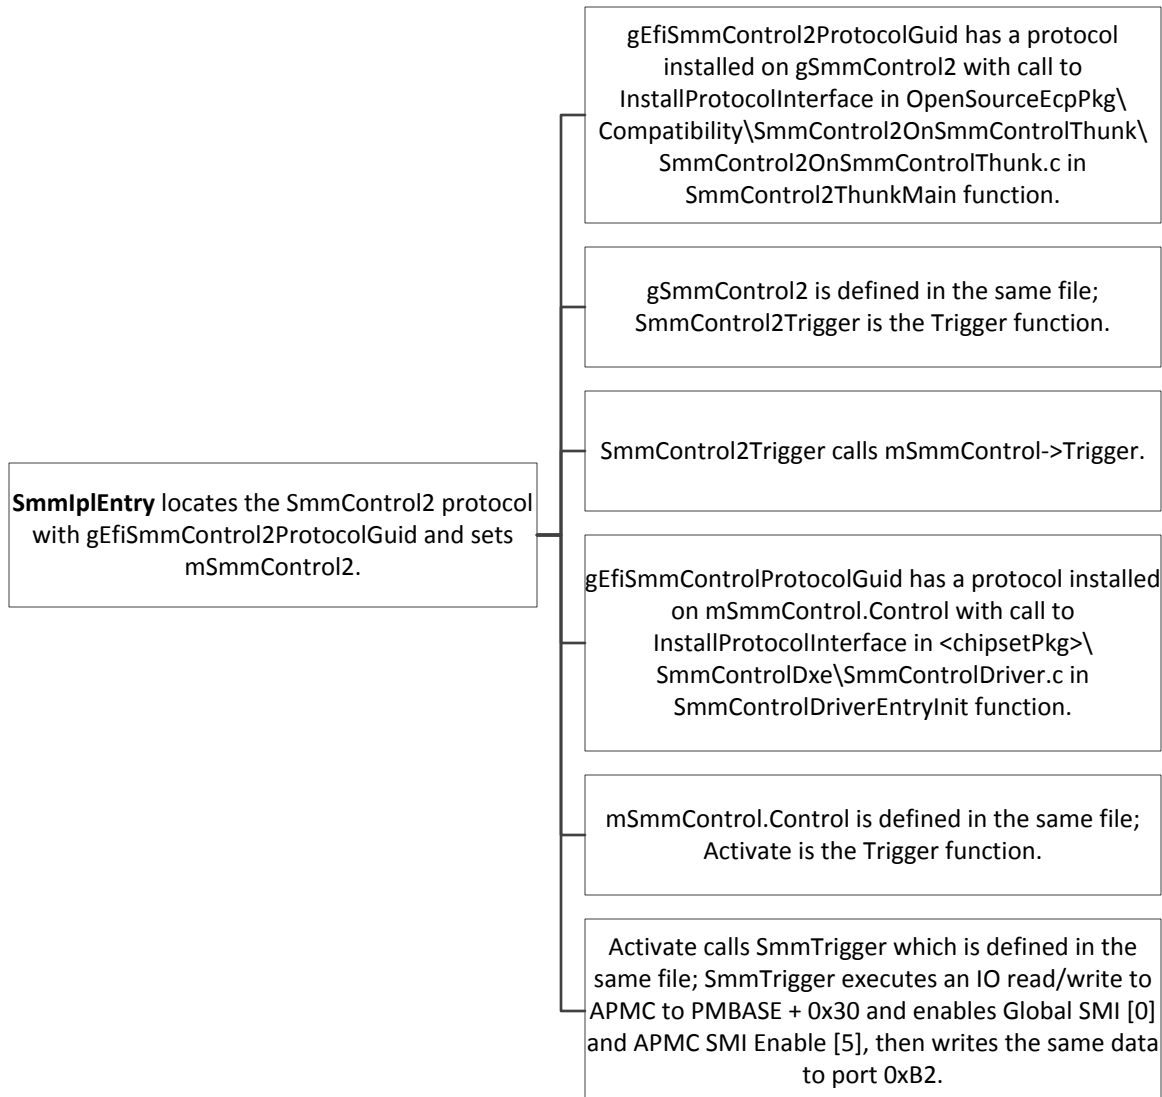 gEfiSmmControl2ProtocolGuid has a protocol
installed on gSmmControl2 with call to
InstallProtocolInterface in OpenSourceEcpPkg\
Compatibility\SmmControl2OnSmmControlThunk\
SmmControl2OnSmmControlThunk.c in
SmmControl2ThunkMain function.
gSmmControl2 is defined in the same file;
SmmControl2Trigger is the Trigger function.
SmmControl2Trigger calls mSmmControl->Trigger.
SmmIplEntry locates the SmmControl2 protocol
with gEfiSmmControl2ProtocolGuid and sets
mSmmControl2.
gEfiSmmControlProtocolGuid has a protocol installed
on mSmmControl.Control with call to
InstallProtocolInterface in <chipsetPkg>\
SmmControlDxe\SmmControlDriver.c in
SmmControlDriverEntryInit function.
mSmmControl.Control is defined in the same file;
Activate is the Trigger function.
Activate calls SmmTrigger which is defined in the
same file; SmmTrigger executes an IO read/write to
APMC to PMBASE + 0x30 and enables Global SMI [0]
and APMC SMI Enable [5], then writes the same data
to port 0xB2.